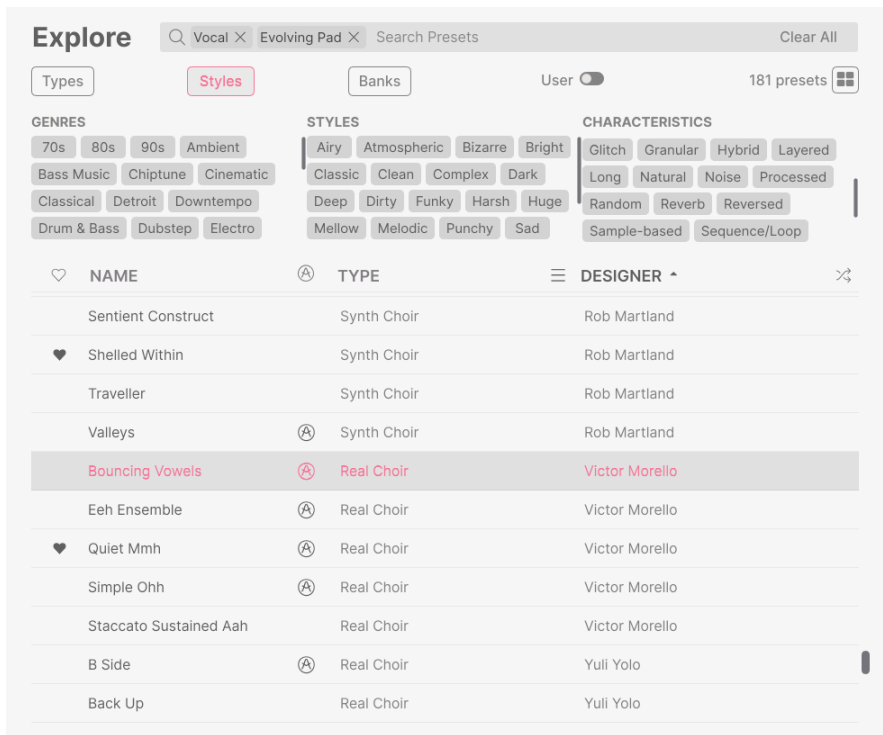 Explore Vocal Evolving Pad Search Presets Clear All
Types Styles Banks User 181 presets
GENRES
70s 80s 90s Ambient
Bass Music Chiptune Cinematic
Classical Detroit Downtempo
Drum & Bass Dubstep Electro
STYLES
Airy Atmospheric Bizarre Bright
Classic Clean Complex Dark
Deep Dirty Funky Harsh Huge
Mellow Melodic Punchy Sad
CHARACTERISTICS
Glitch Granular Hybrid Layered
Long Natural Noise Processed
Random Reverb Reversed
Sample-based Sequence/Loop
NAME TYPE DESIGNER
Sentient Construct Synth Choir Rob Martland
Shelled Within Synth Choir Rob Martland
Traveller Synth Choir Rob Martland
Valleys Synth Choir Rob Martland
Bouncing Vowels Real Choir Victor Morello
Eeh Ensemble Real Choir Victor Morello
Quiet Mmh Real Choir Victor Morello
Simple Ohh Real Choir Victor Morello
Staccato Sustained Aah Real Choir Victor Morello
B Side Real Choir Yuli Yolo
Back Up Real Choir Yuli Yolo